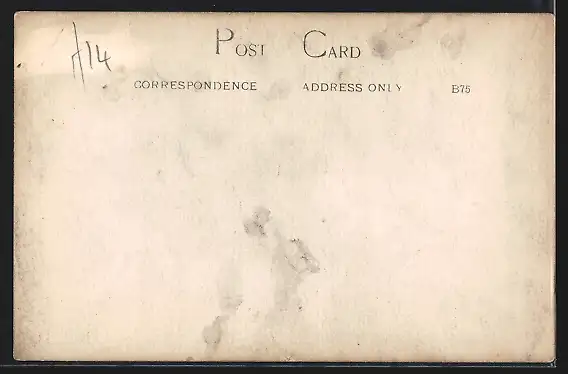 A14
POST CARD
CORRESPONDENCE ADDRESS ONLY B75